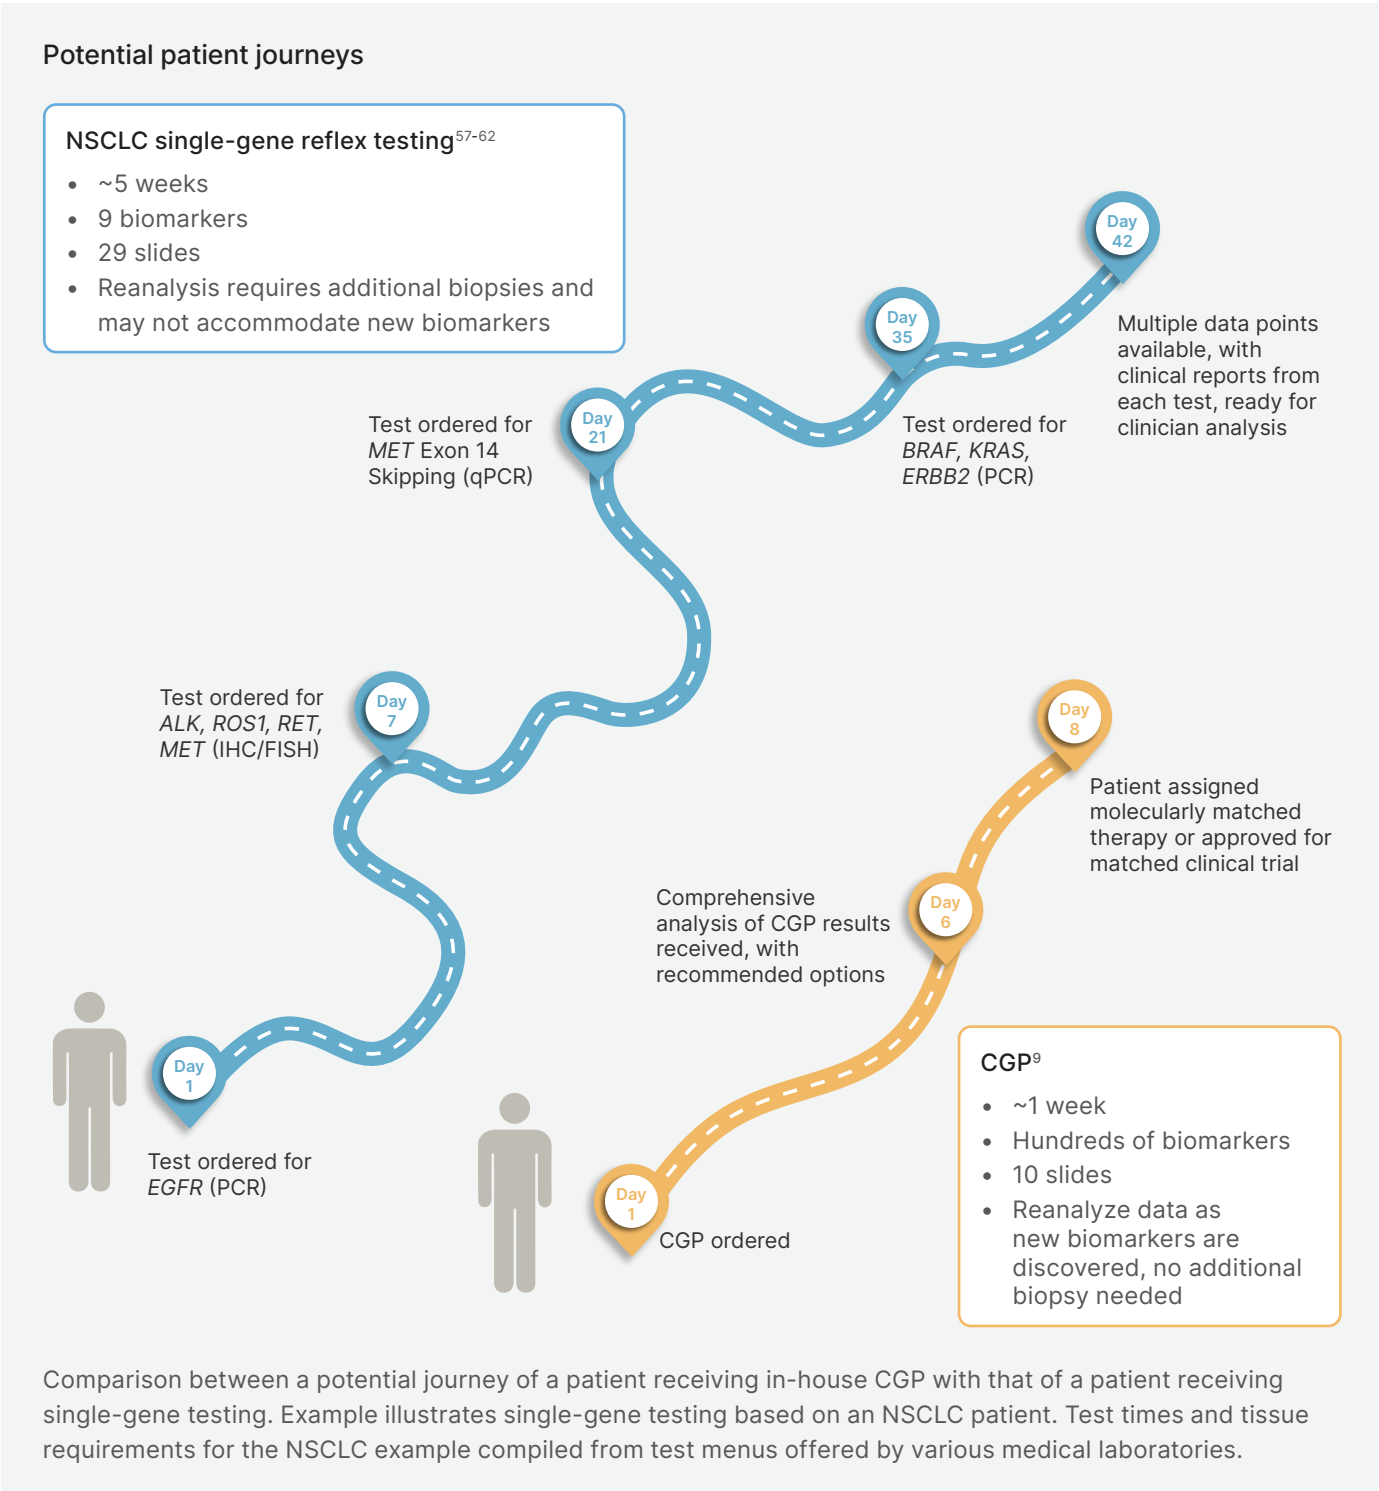 Potential patient journeys
NSCLC single-gene reflex testing57-62
• ~5 weeks
• 9 biomarkers
• 29 slides
• Reanalysis requires additional biopsies and
may not accommodate new biomarkers
Day
42
Multiple data points
available, with
clinical reports from
each test, ready for
clinician analysis
Day
35
Test ordered for
BRAF, KRAS,
ERBB2 (PCR)
Day
21
Test ordered for
MET Exon 14
Skipping (qPCR)
Day
7
Test ordered for
ALK, ROS1, RET,
MET (IHC/FISH)
Day
1
Test ordered for
EGFR (PCR)
Day
8
Patient assigned
molecularly matched
therapy or approved for
matched clinical trial
Day
6
Comprehensive
analysis of CGP results
received, with
recommended options
Day
1
CGP ordered
CGP9
• ~1 week
• Hundreds of biomarkers
• 10 slides
• Reanalyze data as
new biomarkers are
discovered, no additional
biopsy needed
Comparison between a potential journey of a patient receiving in-house CGP with that of a patient receiving
single-gene testing. Example illustrates single-gene testing based on an NSCLC patient. Test times and tissue
requirements for the NSCLC example compiled from test menus offered by various medical laboratories.